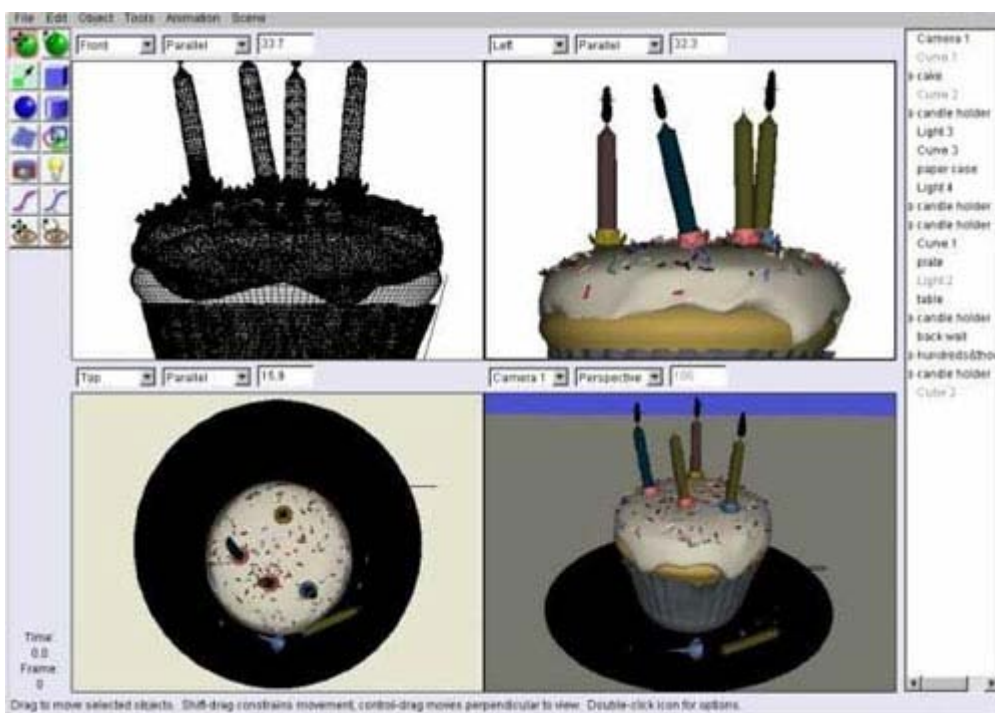 File Edit Object Tools Animation Scene
Front Parallel 33.7
Left Parallel 32.3
Top Parallel 15.9
Camera 1 Perspective 100
Camera 1
Curve 1
cake
Curve 2
candle holder
Light 3
Curve 3
paper case
Light 4
candle holder
candle holder
Curve 1
plate
Light 2
table
candle holder
back wall
hundreds&thou
candle holder
Cube 2
Time:
0.0
Frame:
0
Drag to move selected objects. Shift-drag constrains movement, control-drag moves perpendicular to view. Double-click icon for options.